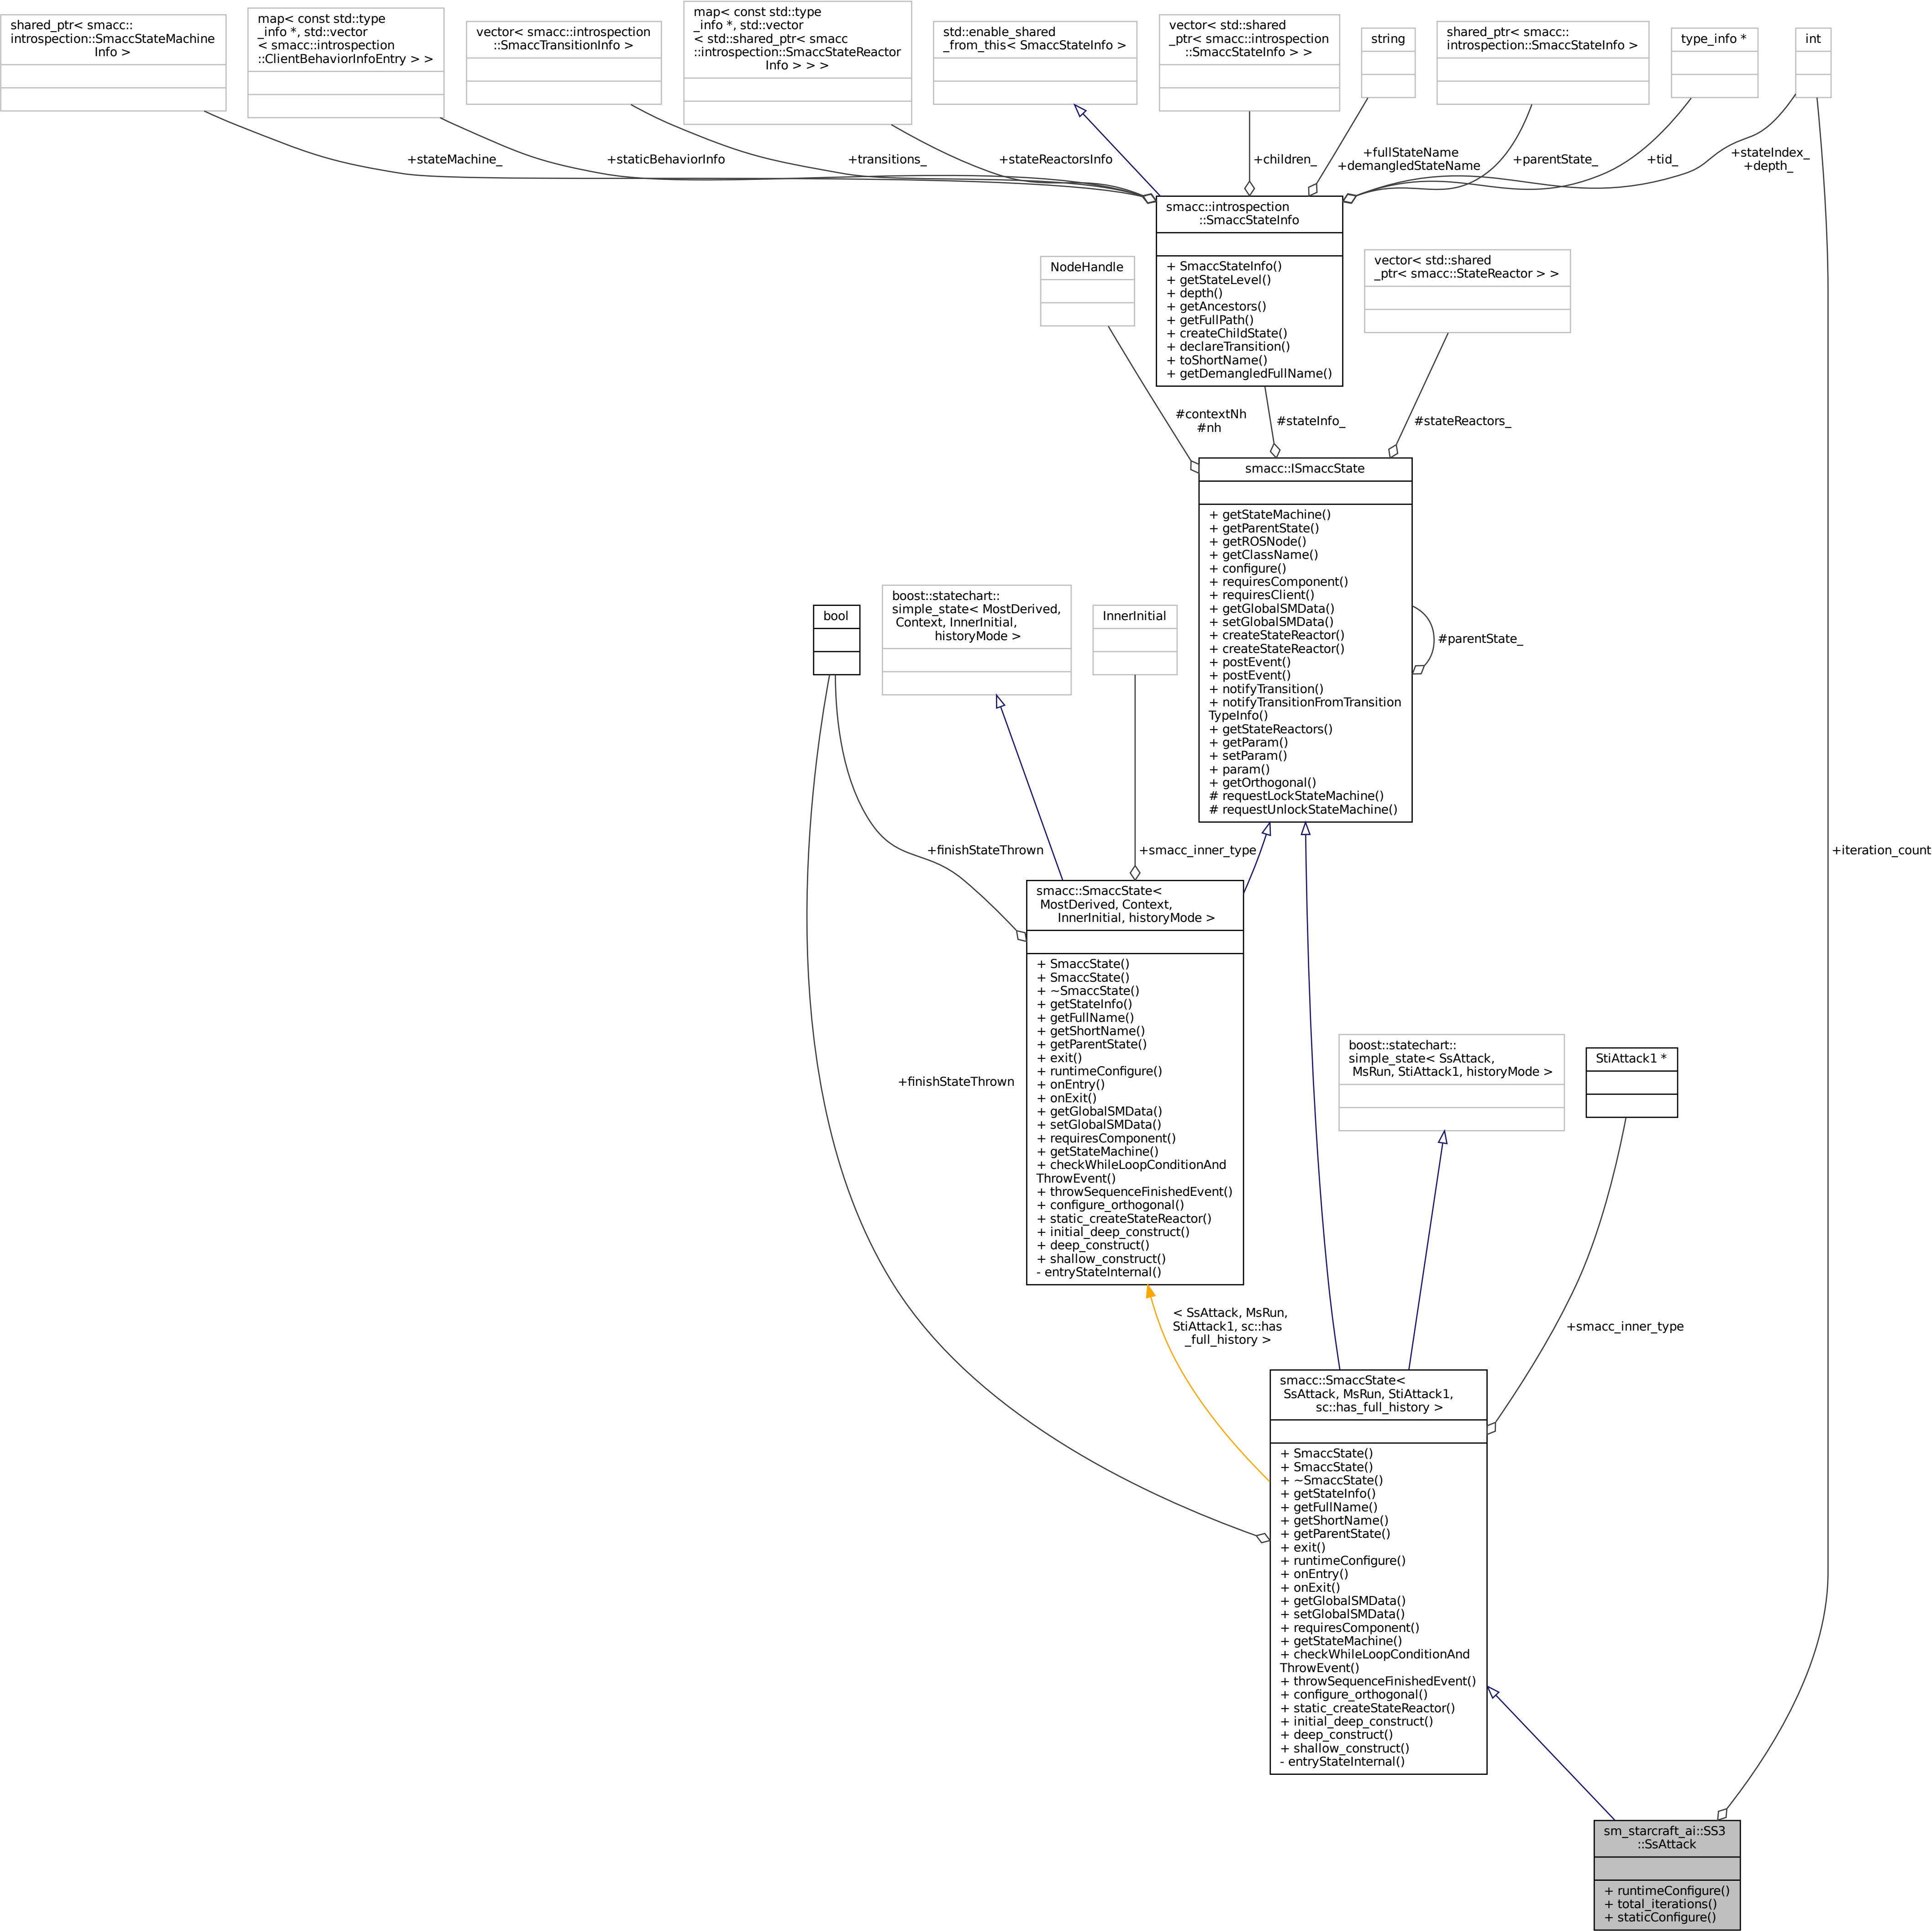 shared_ptr< smacc::
introspection::SmaccStateMachine
Info >
map< const std::type
_info *, std::vector
< smacc::introspection
::ClientBehaviorInfoEntry > >
vector< smacc::introspection
::SmaccTransitionInfo >
map< const std::type
_info *, std::vector
< std::shared_ptr< smacc
::introspection::SmaccStateReactor
Info > > >
std::enable_shared
_from_this< SmaccStateInfo >
vector< std::shared
_ptr< smacc::introspection
::SmaccStateInfo > >
string
shared_ptr< smacc::
introspection::SmaccStateInfo >
type_info *
int
+stateMachine_
+staticBehaviorInfo
+transitions_
+stateReactorsInfo
+children_
+fullStateName
+demangledStateName
+parentState_
+tid_
+stateIndex_
+depth_
smacc::introspection
::SmaccStateInfo
+ SmaccStateInfo()
+ getStateLevel()
+ depth()
+ getAncestors()
+ getFullPath()
+ createChildState()
+ declareTransition()
+ toShortName()
+ getDemangledFullName()
NodeHandle
vector< std::shared
_ptr< smacc::StateReactor > >
#contextNh
#nh
#stateInfo_
#stateReactors_
smacc::ISmaccState
+ getStateMachine()
+ getParentState()
+ getROSNode()
+ getClassName()
+ configure()
+ requiresComponent()
+ requiresClient()
+ getGlobalSMData()
+ setGlobalSMData()
+ createStateReactor()
+ createStateReactor()
+ postEvent()
+ postEvent()
+ notifyTransition()
+ notifyTransitionFromTransition
TypeInfo()
+ getStateReactors()
+ getParam()
+ setParam()
+ param()
+ getOrthogonal()
# requestLockStateMachine()
# requestUnlockStateMachine()
#parentState_
bool
boost::statechart::
simple_state< MostDerived,
Context, InnerInitial,
historyMode >
InnerInitial
+finishStateThrown
+smacc_inner_type
+iteration_count
smacc::SmaccState<
MostDerived, Context,
InnerInitial, historyMode >
+ SmaccState()
+ SmaccState()
+ ~SmaccState()
+ getStateInfo()
+ getFullName()
+ getShortName()
+ getParentState()
+ exit()
+ runtimeConfigure()
+ onEntry()
+ onExit()
+ getGlobalSMData()
+ setGlobalSMData()
+ requiresComponent()
+ getStateMachine()
+ checkWhileLoopConditionAnd
ThrowEvent()
+ throwSequenceFinishedEvent()
+ configure_orthogonal()
+ static_createStateReactor()
+ initial_deep_construct()
+ deep_construct()
+ shallow_construct()
- entryStateInternal()
+finishStateThrown
boost::statechart::
simple_state< SsAttack,
MsRun, StiAttack1, historyMode >
StiAttack1 *
< SsAttack, MsRun,
StiAttack1, sc::has
_full_history >
+smacc_inner_type
smacc::SmaccState<
SsAttack, MsRun, StiAttack1,
sc::has_full_history >
+ SmaccState()
+ SmaccState()
+ ~SmaccState()
+ getStateInfo()
+ getFullName()
+ getShortName()
+ getParentState()
+ exit()
+ runtimeConfigure()
+ onEntry()
+ onExit()
+ getGlobalSMData()
+ setGlobalSMData()
+ requiresComponent()
+ getStateMachine()
+ checkWhileLoopConditionAnd
ThrowEvent()
+ throwSequenceFinishedEvent()
+ configure_orthogonal()
+ static_createStateReactor()
+ initial_deep_construct()
+ deep_construct()
+ shallow_construct()
- entryStateInternal()
sm_starcraft_ai::SS3
::SsAttack
+ runtimeConfigure()
+ total_iterations()
+ staticConfigure()